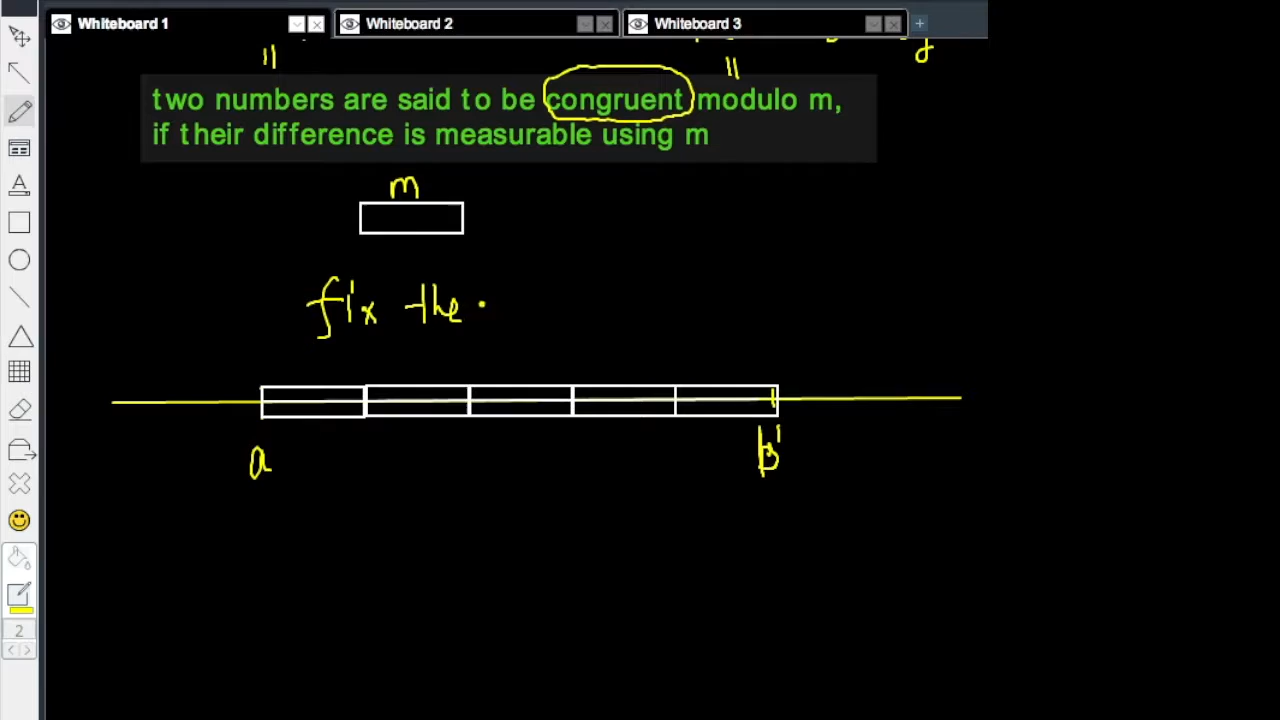 Whiteboard 1 Whiteboard 2 Whiteboard 3 +
two numbers are said to be congruent modulo m,
if their difference is measurable using m
m
fix the
a b
2